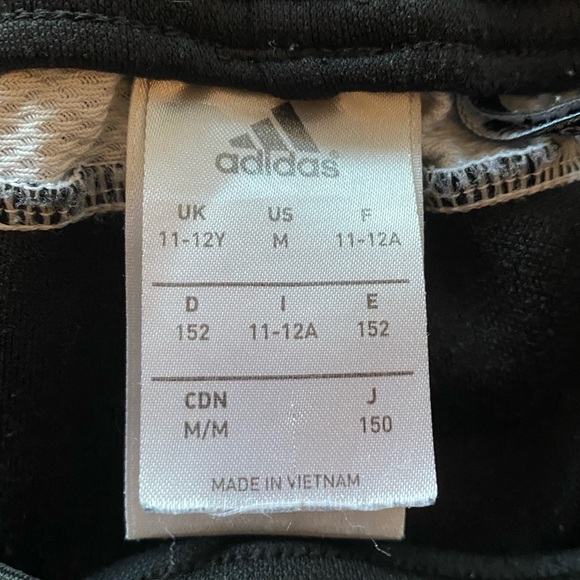 adidas®
UK US F
11-12Y M 11-12A
D I E
152 11-12A 152
CDN J
M/M 150
MADE IN VIETNAM